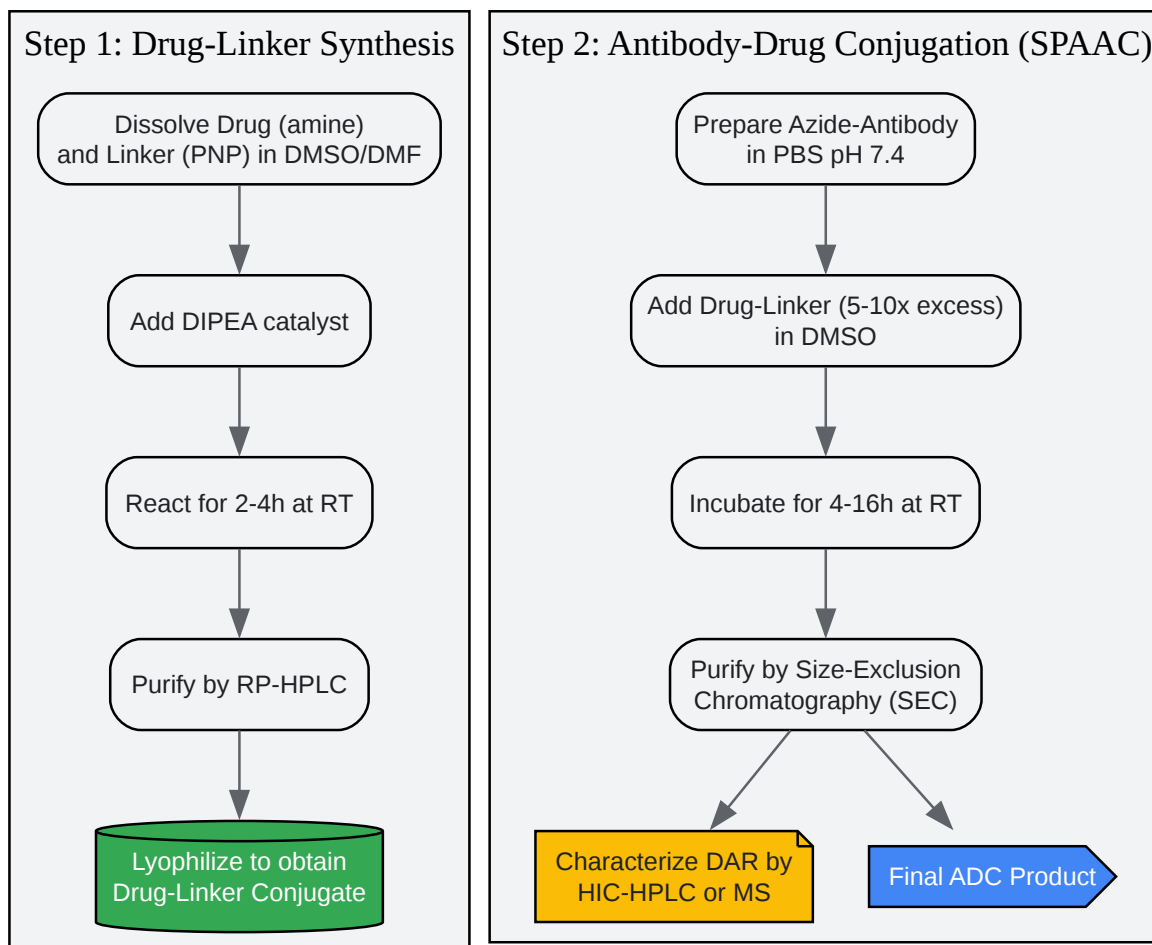 Step 1: Drug-Linker Synthesis
Dissolve Drug (amine)
and Linker (PNP) in DMSO/DMF
Add DIPEA catalyst
React for 2-4h at RT
Purify by RP-HPLC
Lyophilize to obtain
Drug-Linker Conjugate
Step 2: Antibody-Drug Conjugation (SPAAC)
Prepare Azide-Antibody
in PBS pH 7.4
Add Drug-Linker (5-10x excess)
in DMSO
Incubate for 4-16h at RT
Purify by Size-Exclusion
Chromatography (SEC)
Characterize DAR by
HIC-HPLC or MS
Final ADC Product